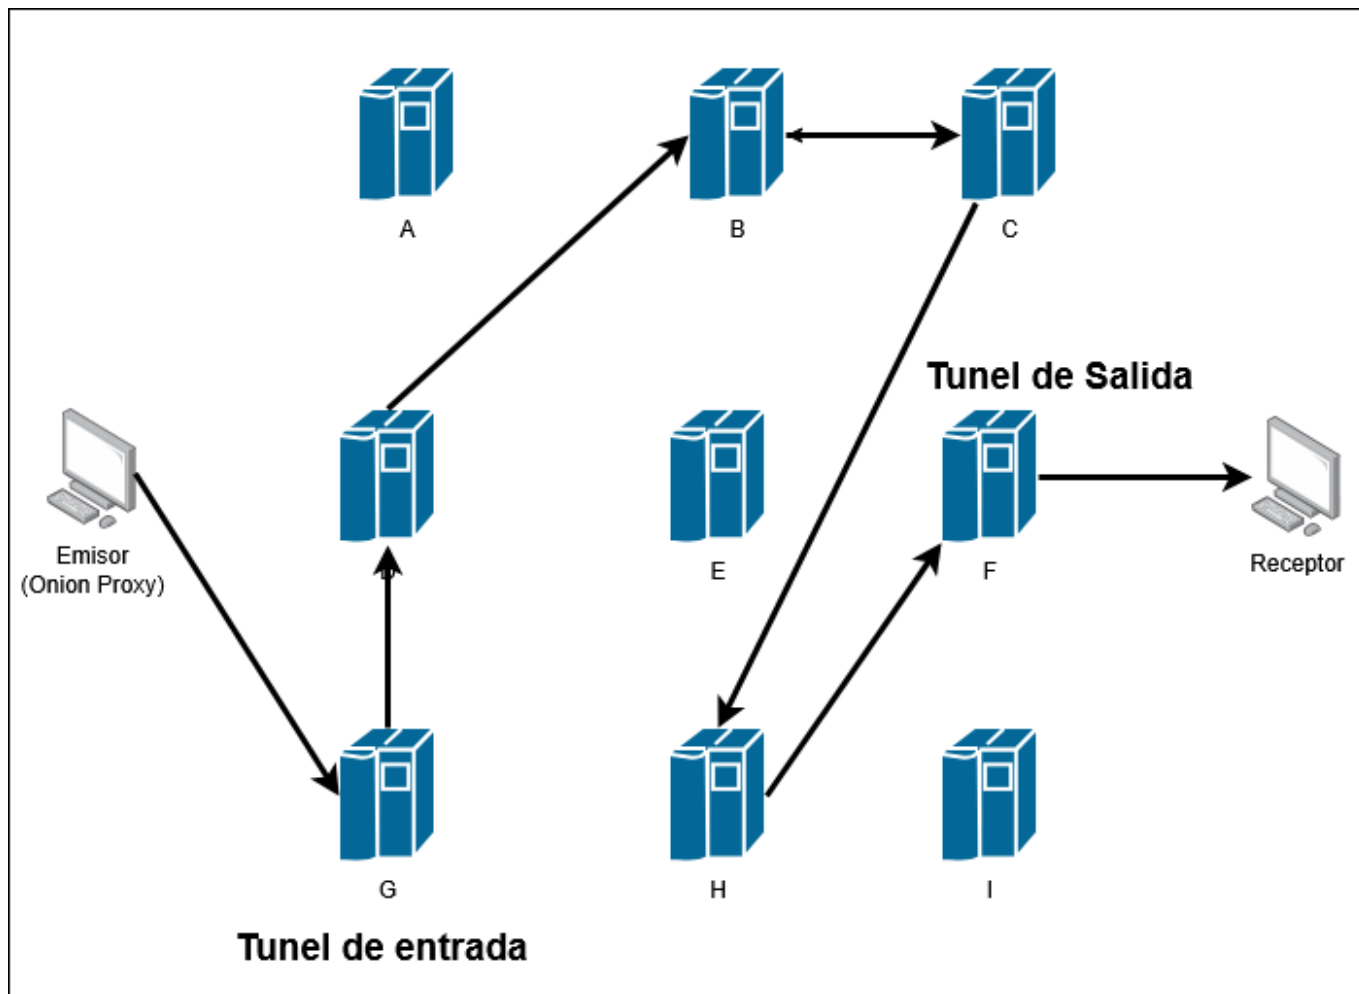 A
B
C
Tunel de Salida
Emisor
(Onion Proxy)
D
E
F
Receptor
G
H
I
Tunel de entrada